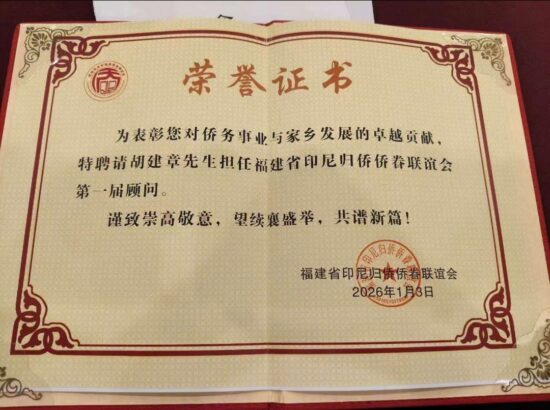 荣誉证书
为表彰您对侨务事业与家乡发展的卓越贡献，
特聘请胡建章先生担任福建省印尼归侨侨眷联谊会
第一届顾问。
谨致崇高敬意，望续襄盛举，共谱新篇！
福建省印尼归侨侨眷联谊会
2026年1月3日